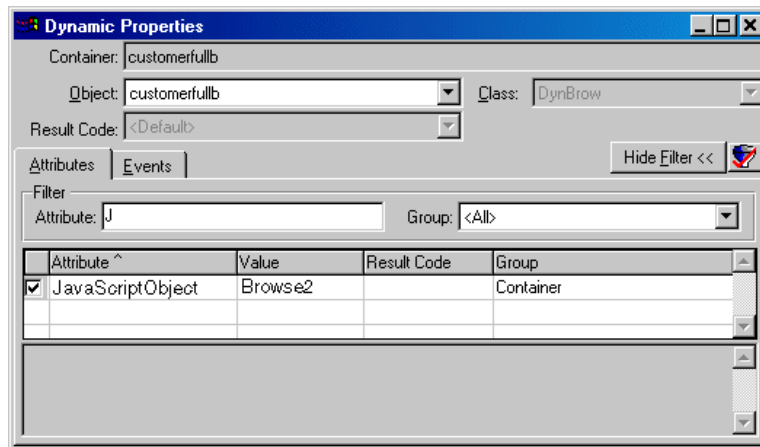 Dynamic Properties
Container: customerfullb
Object: customerfullb Class: DynBrow
Result Code: <Default>
Attributes Events Hide Filter <<
Filter
Attribute: J Group: <All>
Attribute ^ Value Result Code Group
JavaScriptObject Browse2 Container